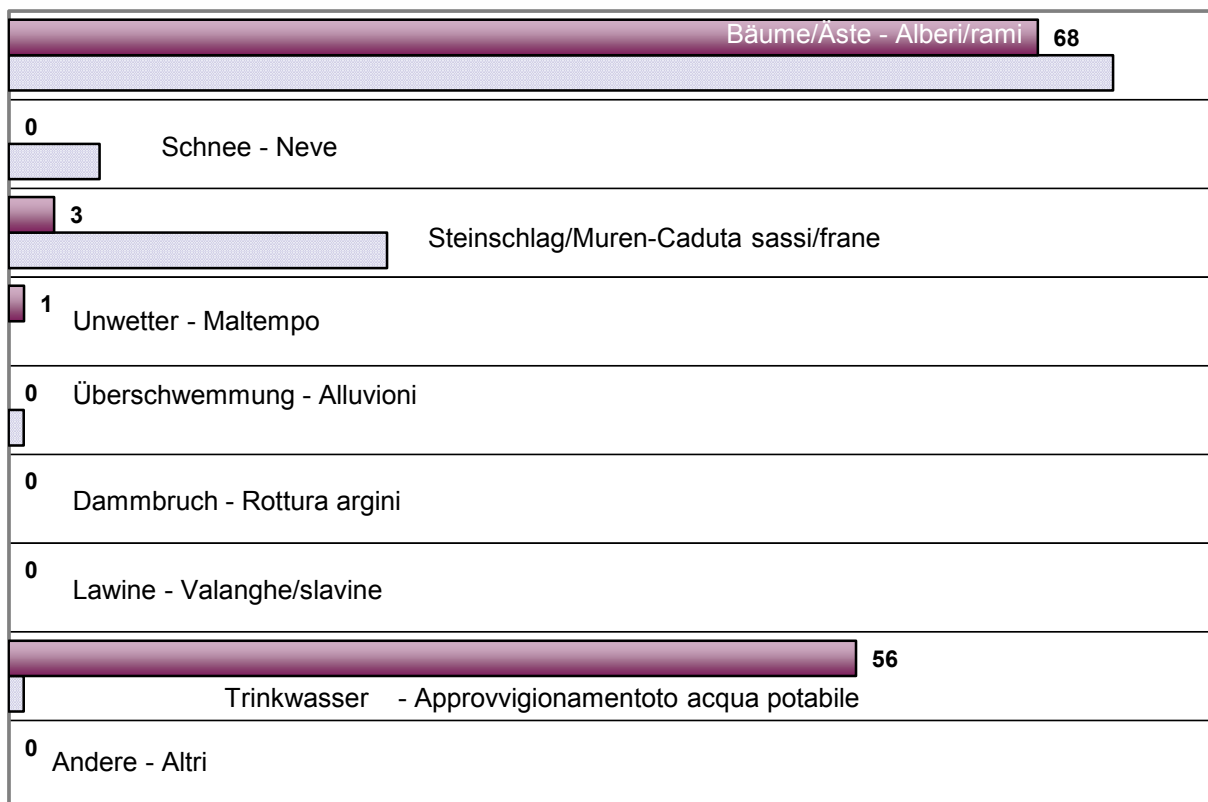 Bäume/Äste - Alberi/rami 68
0
Schnee - Neve
3
Steinschlag/Muren-Caduta sassi/frane
1
Unwetter - Maltempo
0 Überschwemmung - Alluvioni
0
Dammbruch - Rottura argini
0
Lawine - Valanghe/slavine
56
Trinkwasser - Approvvigionamentoto acqua potabile
0
Andere - Altri